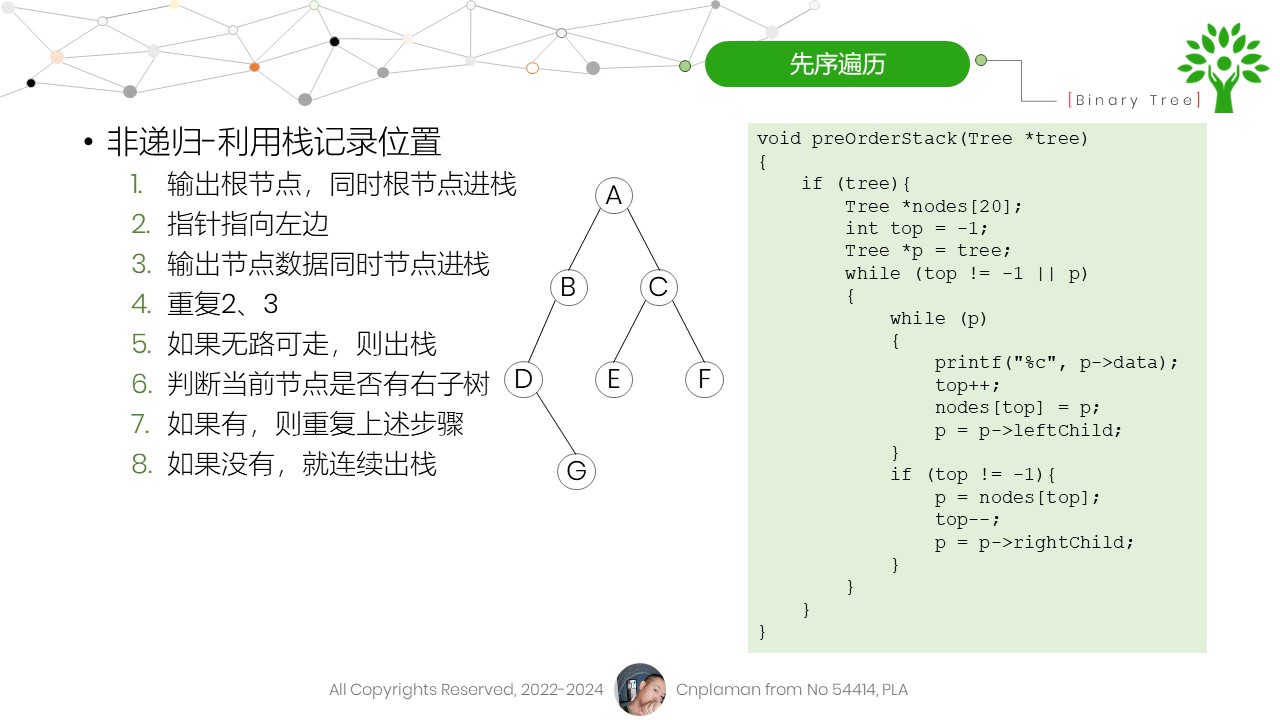 先序遍历
[Binary Tree]
• 非递归-利用栈记录位置
1. 输出根节点，同时根节点进栈
2. 指针指向左边
3. 输出节点数据同时节点进栈
4. 重复2、3
5. 如果无路可走，则出栈
6. 判断当前节点是否有右子树
7. 如果有，则重复上述步骤
8. 如果没有，就连续出栈
A
B
C
D
E
F
G
void preOrderStack(Tree *tree)
{
    if (tree){
        Tree *nodes[20];
        int top = -1;
        Tree *p = tree;
        while (top != -1 || p)
        {
            while (p)
            {
                printf("%c", p->data);
                top++;
                nodes[top] = p;
                p = p->leftChild;
            }
            if (top != -1){
                p = nodes[top];
                top--;
                p = p->rightChild;
            }
        }
    }
}
All Copyrights Reserved, 2022-2024
Cnplaman from No 54414, PLA